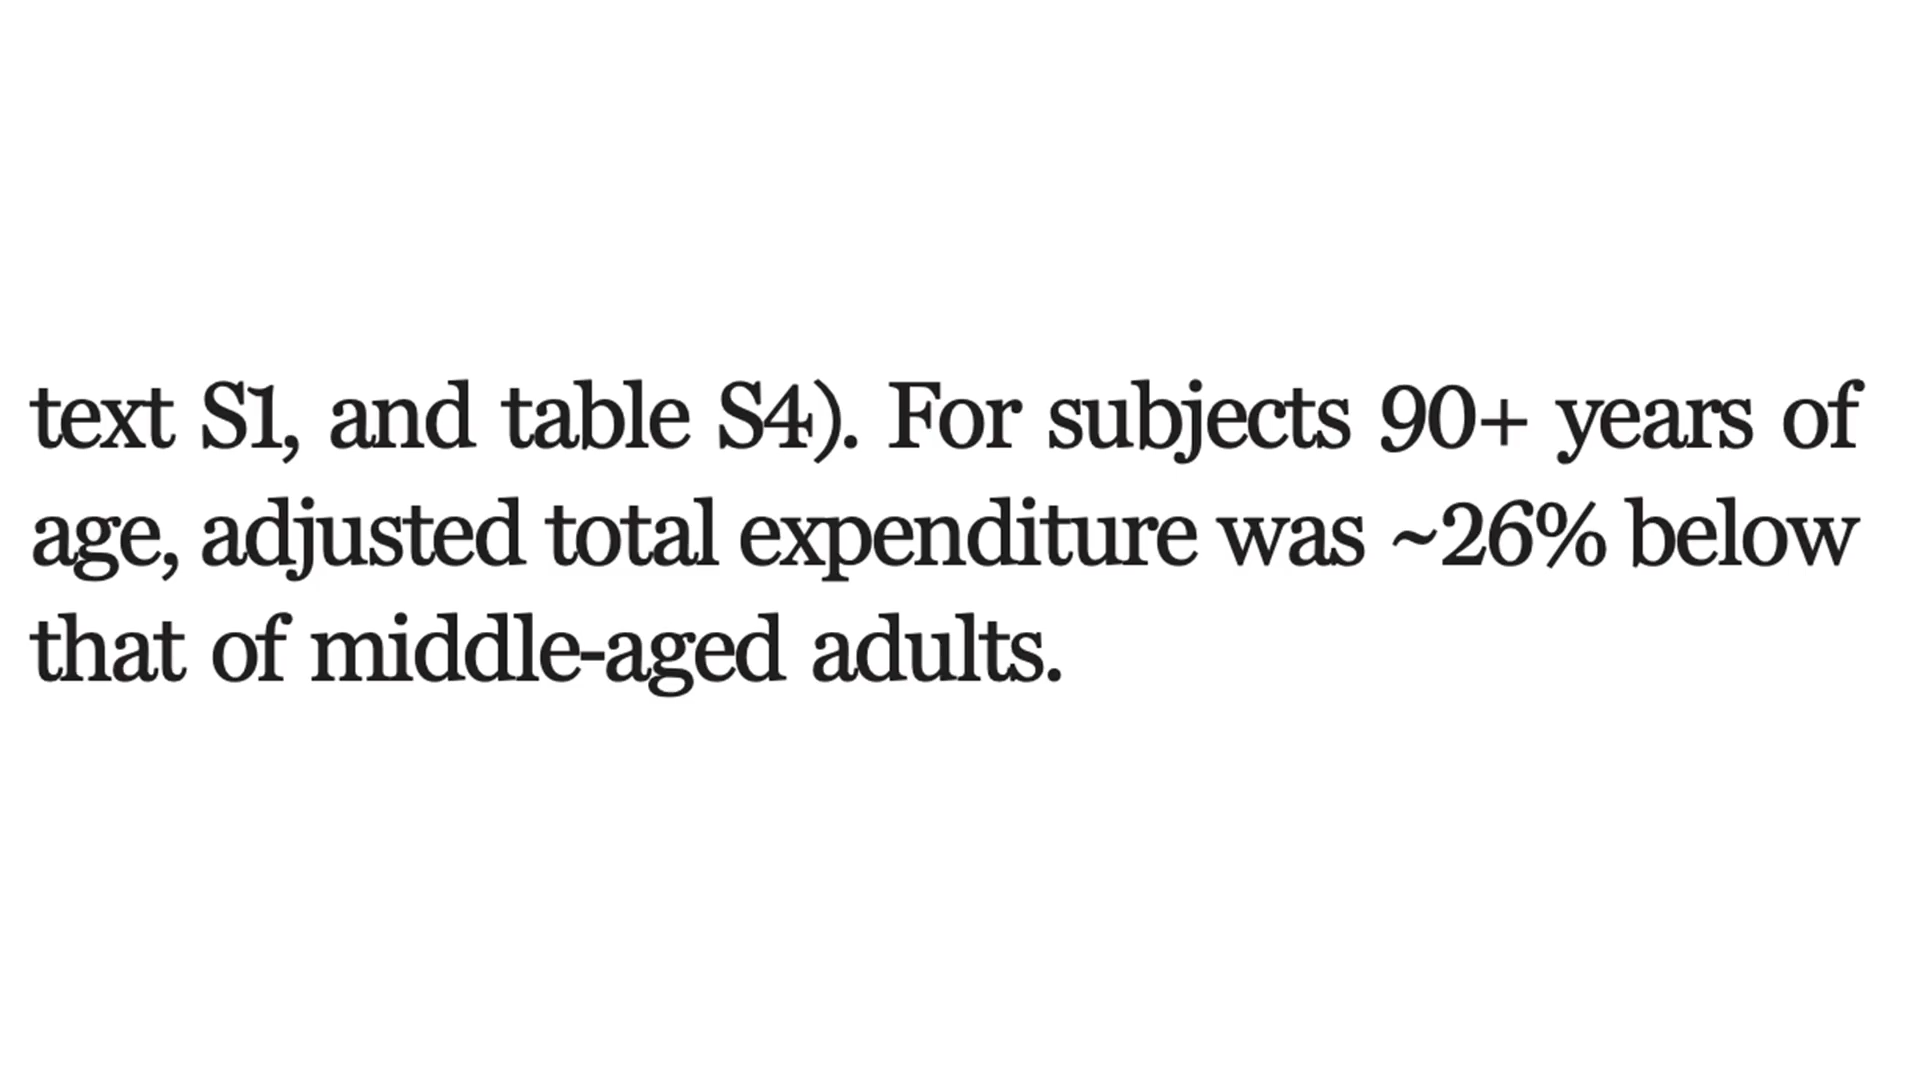 text S1, and table S4). For subjects 90+ years of
age, adjusted total expenditure was ~26% below
that of middle-aged adults.